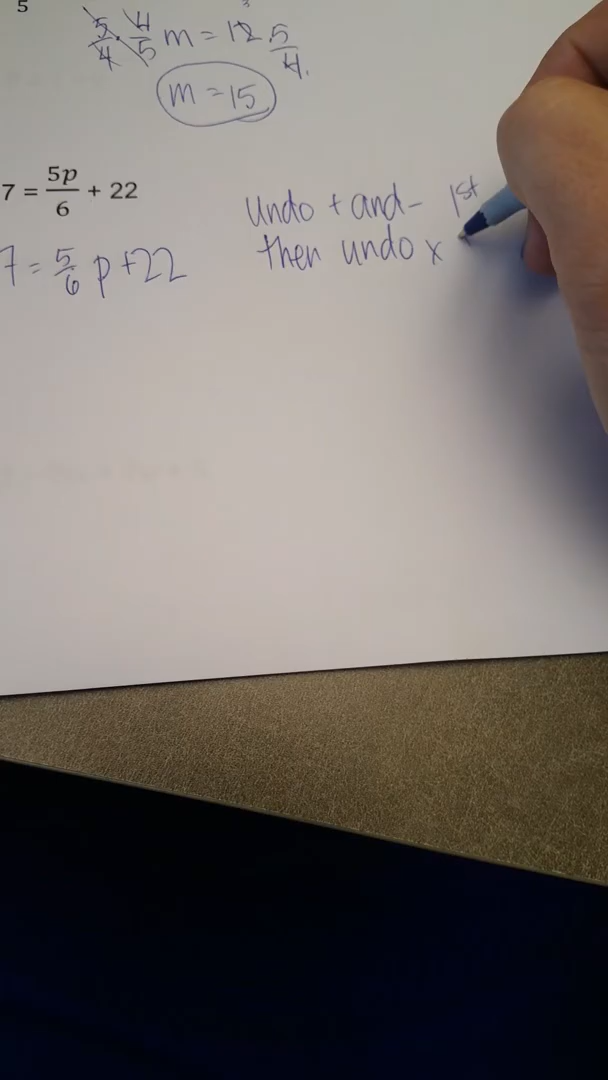 5
5/4 · 4/5 m = 12 · 5/4
3
m = 15
7 = 5p/6 + 22
7 = 5/6 p + 22
Undo + and - 1st
then undo x